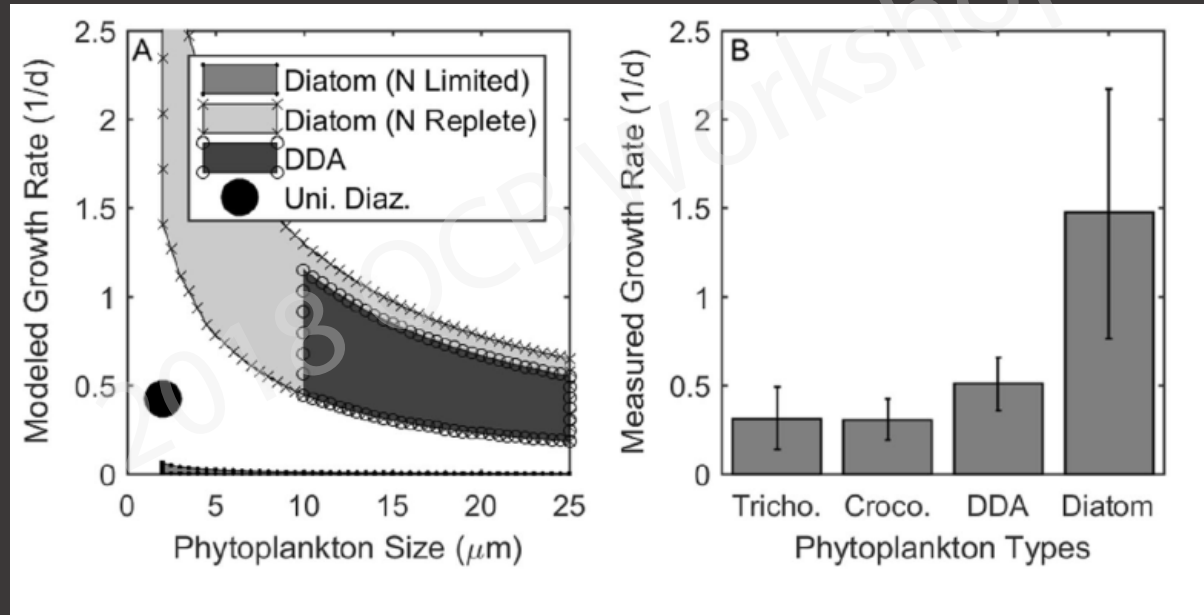 A
2.5
2
1.5
1
0.5
0
Modeled Growth Rate (1/d)
Diatom (N Limited)
Diatom (N Replete)
DDA
Uni. Diaz.
0 5 10 15 20 25
Phytoplankton Size (μm)
B
2.5
2
1.5
1
0.5
0
Measured Growth Rate (1/d)
Tricho. Croco. DDA Diatom
Phytoplankton Types
2018 OCB Workshop